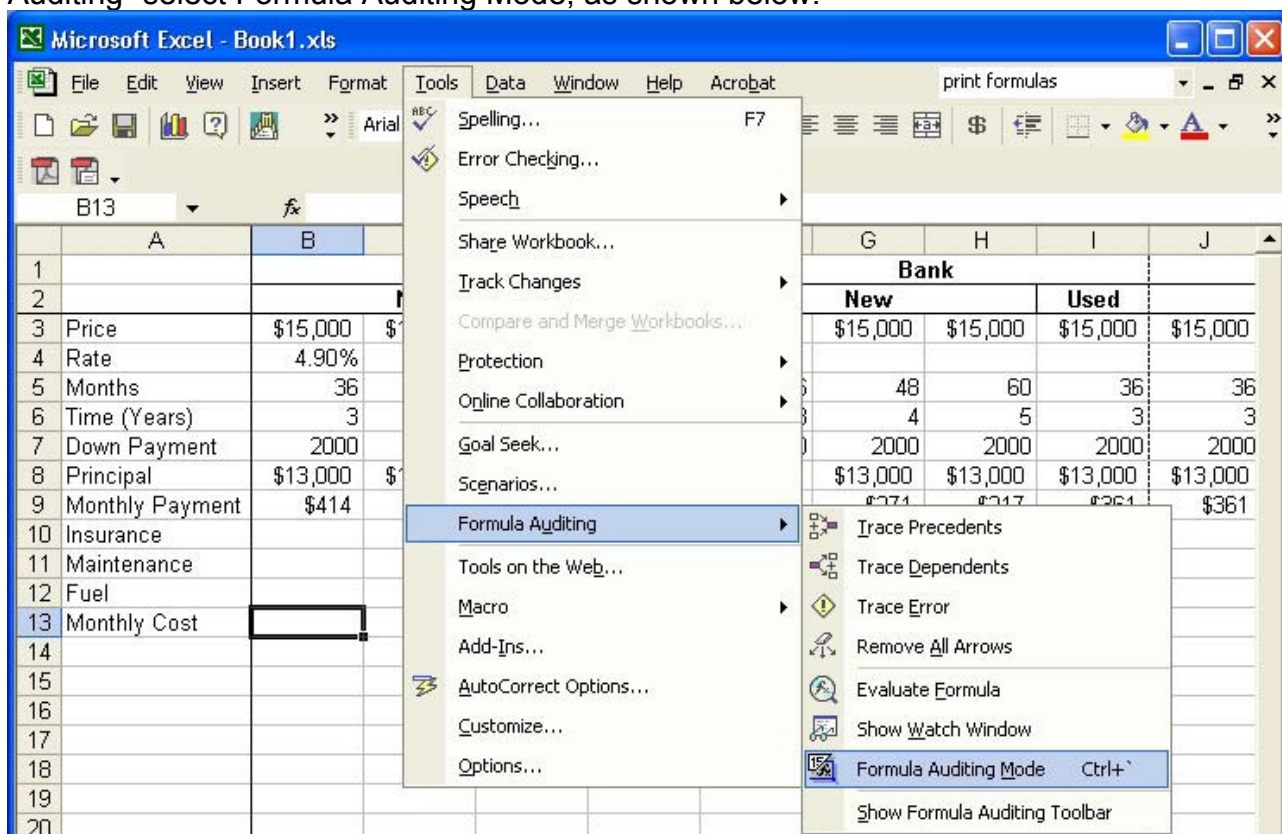 Auditing select Formula Auditing Mode, as shown below.
Microsoft Excel - Book1.xls
File Edit View Insert Format Tools Data Window Help Acrobat print formulas
Arial
B13 fx
Spelling... F7
Error Checking...
Speech
Share Workbook...
Track Changes
Compare and Merge Workbooks...
Protection
Online Collaboration
Goal Seek...
Scenarios...
Formula Auditing
Tools on the Web...
Macro
Add-Ins...
AutoCorrect Options...
Customize...
Options...
Trace Precedents
Trace Dependents
Trace Error
Remove All Arrows
Evaluate Formula
Show Watch Window
Formula Auditing Mode Ctrl+`
Show Formula Auditing Toolbar
A B G H I J
1 Bank
2 New Used
3 Price $15,000 $15,000 $15,000 $15,000 $15,000
4 Rate 4.90%
5 Months 36 48 60 36 36
6 Time (Years) 3 4 5 3 3
7 Down Payment 2000 2000 2000 2000 2000
8 Principal $13,000 $13,000 $13,000 $13,000 $13,000
9 Monthly Payment $414 $361
10 Insurance
11 Maintenance
12 Fuel
13 Monthly Cost
14
15
16
17
18
19
20